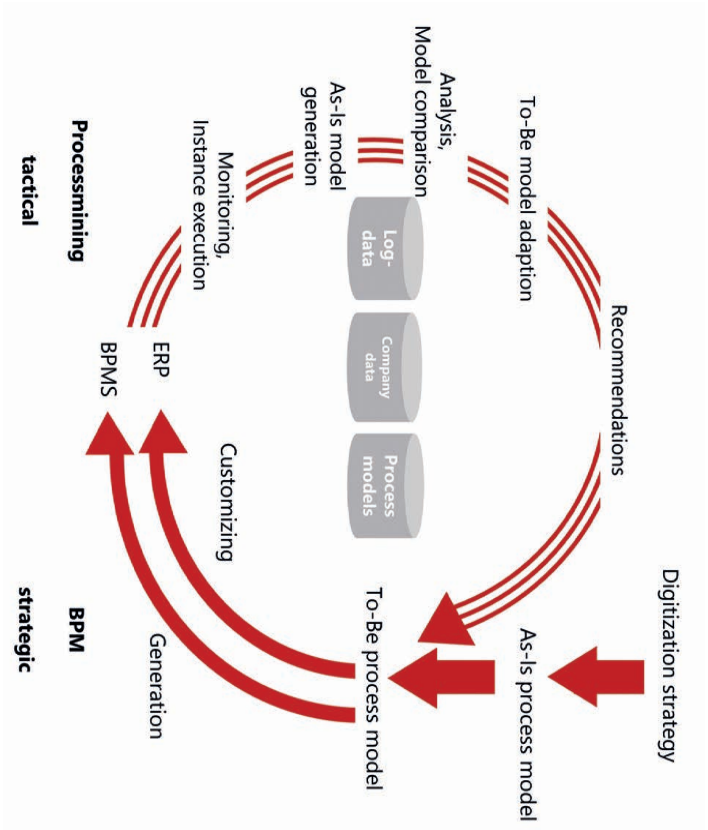 Digitization strategy
Recommendations
As-Is process model
To-Be model adaption
To-Be process model
Analysis,
Model comparison
Log-
data
Company
data
Process
models
As-Is model
generation
Customizing
Monitoring,
Instance execution
ERP
Generation
BPMS
Processmining
tactical
BPM
strategic